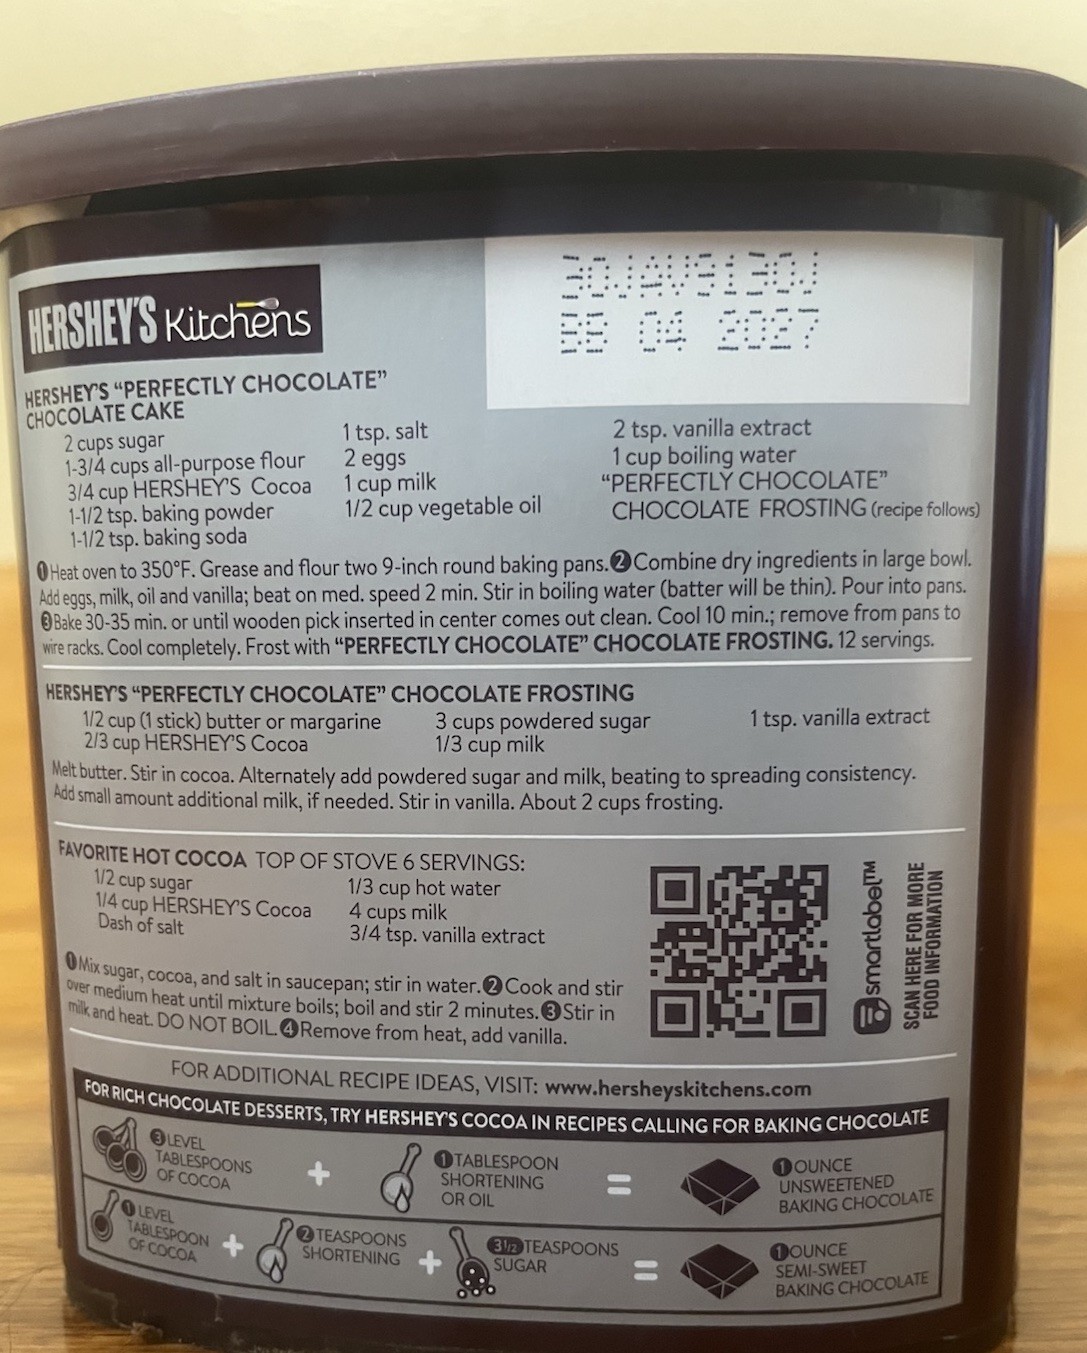 HERSHEY'S Kitchens
BB 04 2027
HERSHEY'S “PERFECTLY CHOCOLATE”
CHOCOLATE CAKE
2 cups sugar
1-3/4 cups all-purpose flour
3/4 cup HERSHEY'S Cocoa
1-1/2 tsp. baking powder
1-1/2 tsp. baking soda
1 tsp. salt
2 eggs
1 cup milk
1/2 cup vegetable oil
2 tsp. vanilla extract
1 cup boiling water
“PERFECTLY CHOCOLATE”
CHOCOLATE FROSTING (recipe follows)
1 Heat oven to 350°F. Grease and flour two 9-inch round baking pans. 2 Combine dry ingredients in large bowl.
Add eggs, milk, oil and vanilla; beat on med. speed 2 min. Stir in boiling water (batter will be thin). Pour into pans.
3 Bake 30-35 min. or until wooden pick inserted in center comes out clean. Cool 10 min.; remove from pans to
wire racks. Cool completely. Frost with “PERFECTLY CHOCOLATE” CHOCOLATE FROSTING. 12 servings.
HERSHEY'S “PERFECTLY CHOCOLATE” CHOCOLATE FROSTING
1/2 cup (1 stick) butter or margarine
2/3 cup HERSHEY'S Cocoa
3 cups powdered sugar
1/3 cup milk
1 tsp. vanilla extract
Melt butter. Stir in cocoa. Alternately add powdered sugar and milk, beating to spreading consistency.
Add small amount additional milk, if needed. Stir in vanilla. About 2 cups frosting.
FAVORITE HOT COCOA TOP OF STOVE 6 SERVINGS:
1/2 cup sugar
1/4 cup HERSHEY'S Cocoa
Dash of salt
1/3 cup hot water
4 cups milk
3/4 tsp. vanilla extract
1 Mix sugar, cocoa, and salt in saucepan; stir in water. 2 Cook and stir
over medium heat until mixture boils; boil and stir 2 minutes. 3 Stir in
milk and heat. DO NOT BOIL. 4 Remove from heat, add vanilla.
smartlabel™
SCAN HERE FOR MORE
FOOD INFORMATION
FOR ADDITIONAL RECIPE IDEAS, VISIT: www.hersheyskitchens.com
FOR RICH CHOCOLATE DESSERTS, TRY HERSHEY'S COCOA IN RECIPES CALLING FOR BAKING CHOCOLATE
3 LEVEL
TABLESPOONS
OF COCOA
+
1 TABLESPOON
SHORTENING
OR OIL
=
1 OUNCE
UNSWEETENED
BAKING CHOCOLATE
1 LEVEL
TABLESPOON
OF COCOA
+
2 TEASPOONS
SHORTENING
+
3 1/2 TEASPOONS
SUGAR
=
1 OUNCE
SEMI-SWEET
BAKING CHOCOLATE